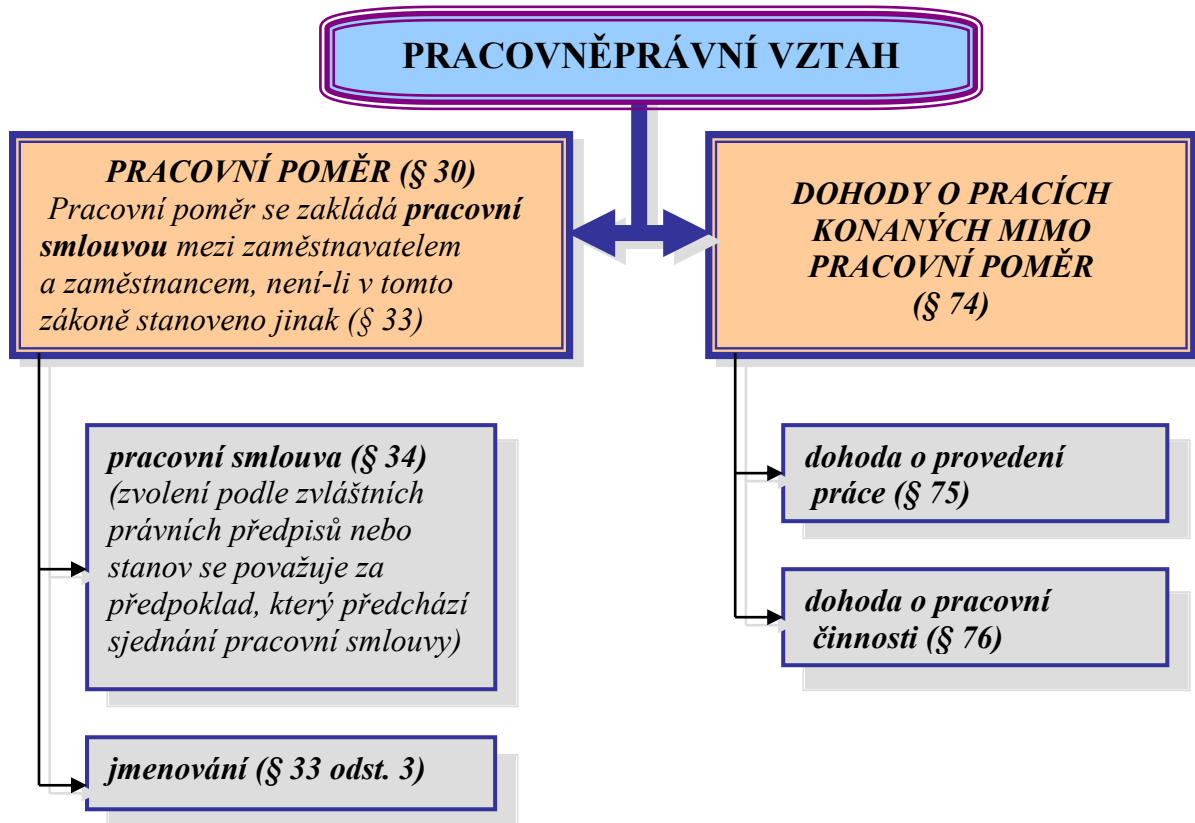 PRACOVNĚPRÁVNÍ VZTAH
PRACOVNÍ POMĚR (§ 30)
Pracovní poměr se zakládá pracovní
smlouvou mezi zaměstnavatelem
a zaměstnancem, není-li v tomto
zákoně stanoveno jinak (§ 33)
DOHODY O PRACÍCH
KONANÝCH MIMO
PRACOVNÍ POMĚR
(§ 74)
pracovní smlouva (§ 34)
(zvolení podle zvláštních
právních předpisů nebo
stanov se považuje za
předpoklad, který předchází
sjednání pracovní smlouvy)
jmenování (§ 33 odst. 3)
dohoda o provedení
práce (§ 75)
dohoda o pracovní
činnosti (§ 76)